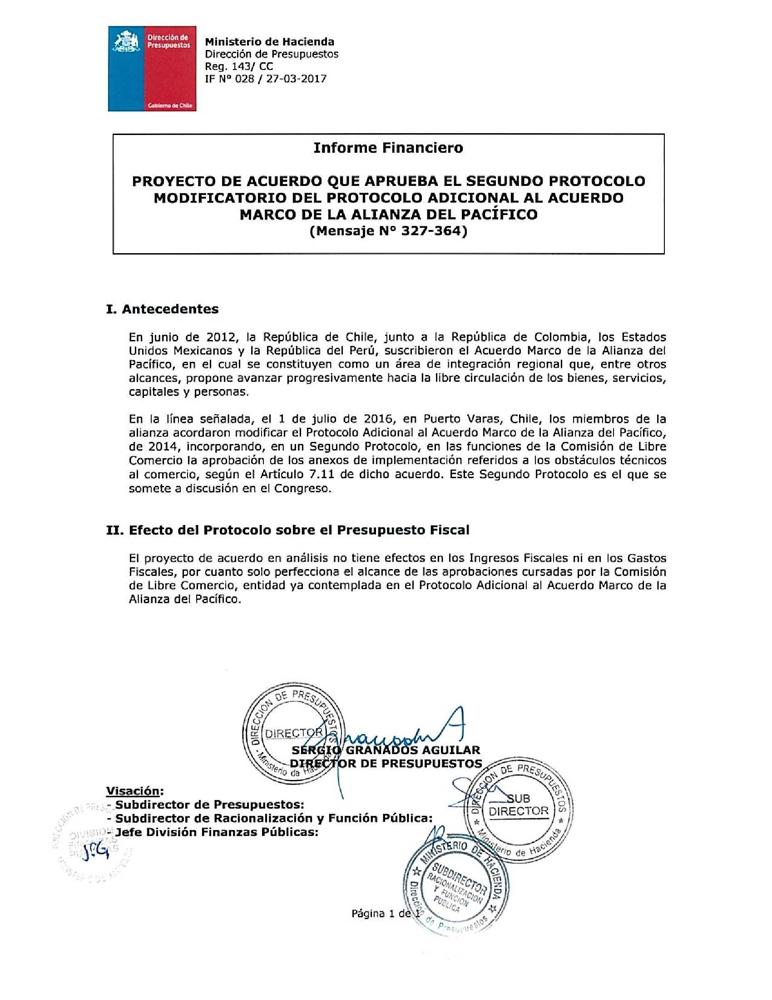 Dirección de
Presupuestos
Gobierno de Chile
Ministerio de Hacienda
Dirección de Presupuestos
Reg. 143/ CC
IF Nº 028 / 27-03-2017
Informe Financiero
PROYECTO DE ACUERDO QUE APRUEBA EL SEGUNDO PROTOCOLO
MODIFICATORIO DEL PROTOCOLO ADICIONAL AL ACUERDO
MARCO DE LA ALIANZA DEL PACÍFICO
(Mensaje Nº 327-364)
I. Antecedentes
En junio de 2012, la República de Chile, junto a la República de Colombia, los Estados
Unidos Mexicanos y la República del Perú, suscribieron el Acuerdo Marco de la Alianza del
Pacífico, en el cual se constituyen como un área de integración regional que, entre otros
alcances, propone avanzar progresivamente hacia la libre circulación de los bienes, servicios,
capitales y personas.
En la línea señalada, el 1 de julio de 2016, en Puerto Varas, Chile, los miembros de la
alianza acordaron modificar el Protocolo Adicional al Acuerdo Marco de la Alianza del Pacífico,
de 2014, incorporando, en un Segundo Protocolo, en las funciones de la Comisión de Libre
Comercio la aprobación de los anexos de implementación referidos a los obstáculos técnicos
al comercio, según el Artículo 7.11 de dicho acuerdo. Este Segundo Protocolo es el que se
somete a discusión en el Congreso.
II. Efecto del Protocolo sobre el Presupuesto Fiscal
El proyecto de acuerdo en análisis no tiene efectos en los Ingresos Fiscales ni en los Gastos
Fiscales, por cuanto solo perfecciona el alcance de las aprobaciones cursadas por la Comisión
de Libre Comercio, entidad ya contemplada en el Protocolo Adicional al Acuerdo Marco de la
Alianza del Pacífico.
DIRECCION DE PRESUPUESTOS
DIRECTOR
Ministerio de Hacienda
SERGIO GRANADOS AGUILAR
DIRECTOR DE PRESUPUESTOS
DIRECCION DE PRESUPUESTOS
SUB
DIRECTOR
Ministerio de Hacienda
Visación:
- Subdirector de Presupuestos:
- Subdirector de Racionalización y Función Pública:
- Jefe División Finanzas Públicas:
DIVISION
FINANZAS
MINISTERIO DE HACIENDA
SUBDIRECTOR
RACIONALIZACION
Y FUNCION
PUBLICA
Dirección de Presupuestos
Página 1 de 1